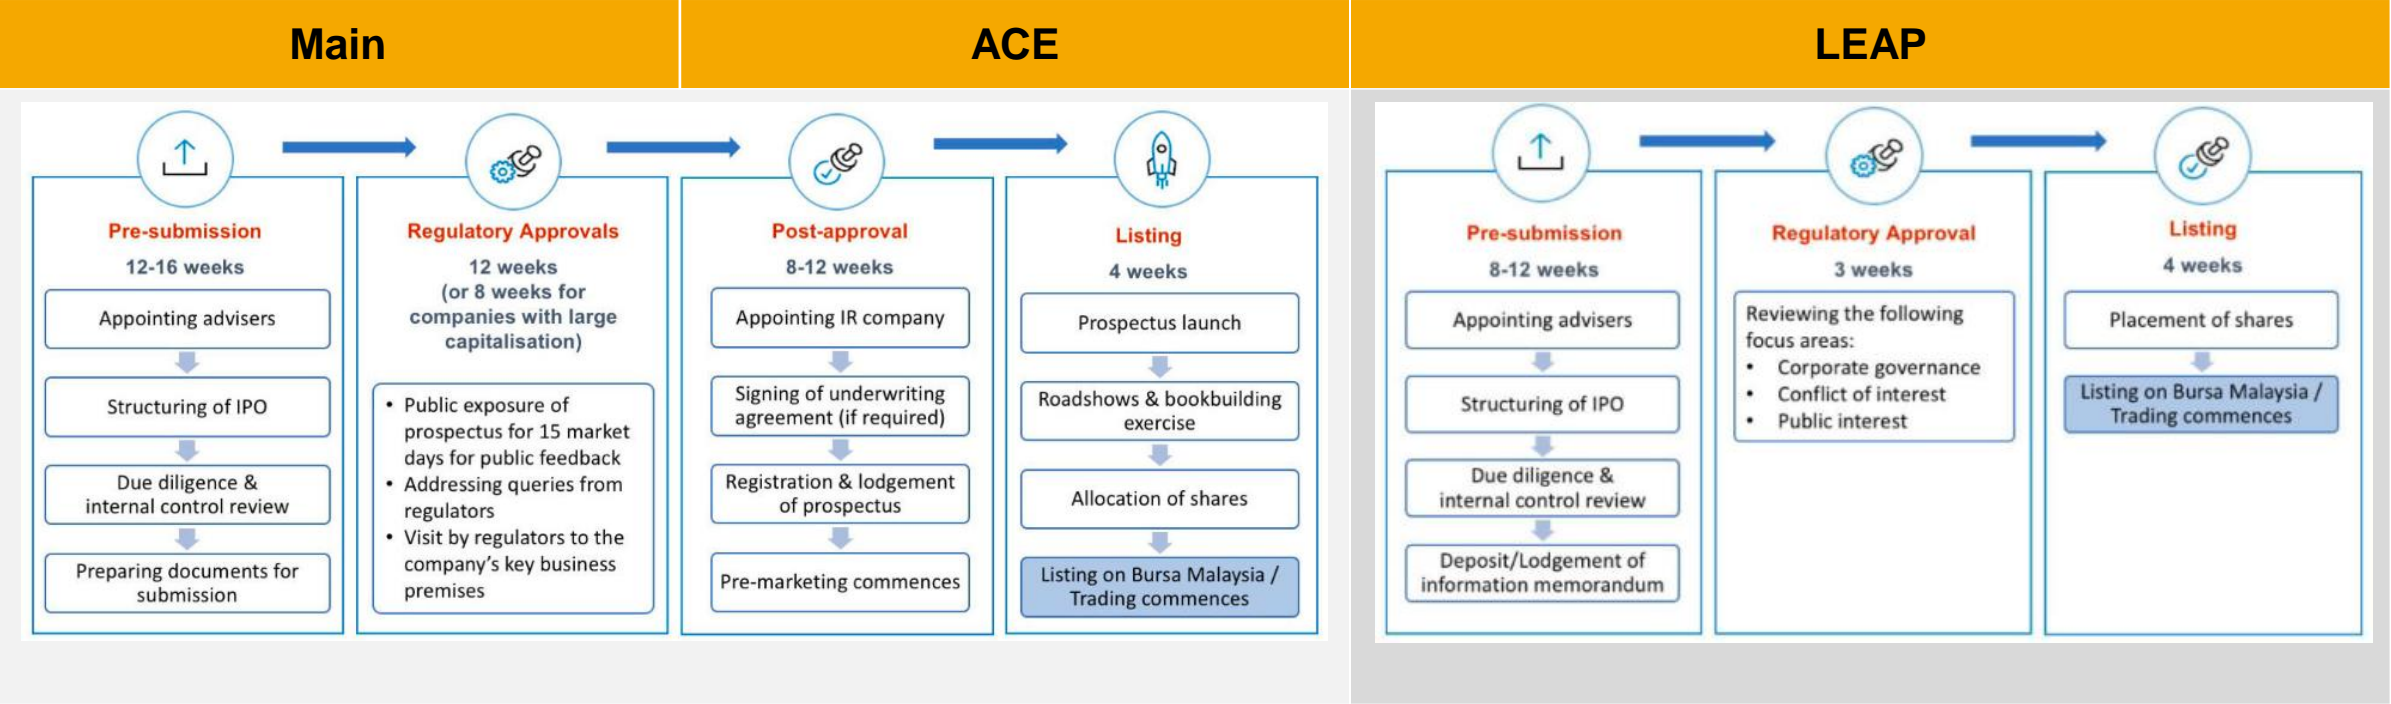 Main
ACE
LEAP
Pre-submission
12-16 weeks
Appointing advisers
Structuring of IPO
Due diligence &
internal control review
Preparing documents for
submission
Regulatory Approvals
12 weeks
(or 8 weeks for
companies with large
capitalisation)
• Public exposure of
prospectus for 15 market
days for public feedback
• Addressing queries from
regulators
• Visit by regulators to the
company's key business
premises
Post-approval
8-12 weeks
Appointing IR company
Signing of underwriting
agreement (if required)
Registration & lodgement
of prospectus
Pre-marketing commences
Listing
4 weeks
Prospectus launch
Roadshows & bookbuilding
exercise
Allocation of shares
Listing on Bursa Malaysia /
Trading commences
Pre-submission
8-12 weeks
Appointing advisers
Structuring of IPO
Due diligence &
internal control review
Deposit/Lodgement of
information memorandum
Regulatory Approval
3 weeks
Reviewing the following
focus areas:
• Corporate governance
• Conflict of interest
• Public interest
Listing
4 weeks
Placement of shares
Listing on Bursa Malaysia /
Trading commences